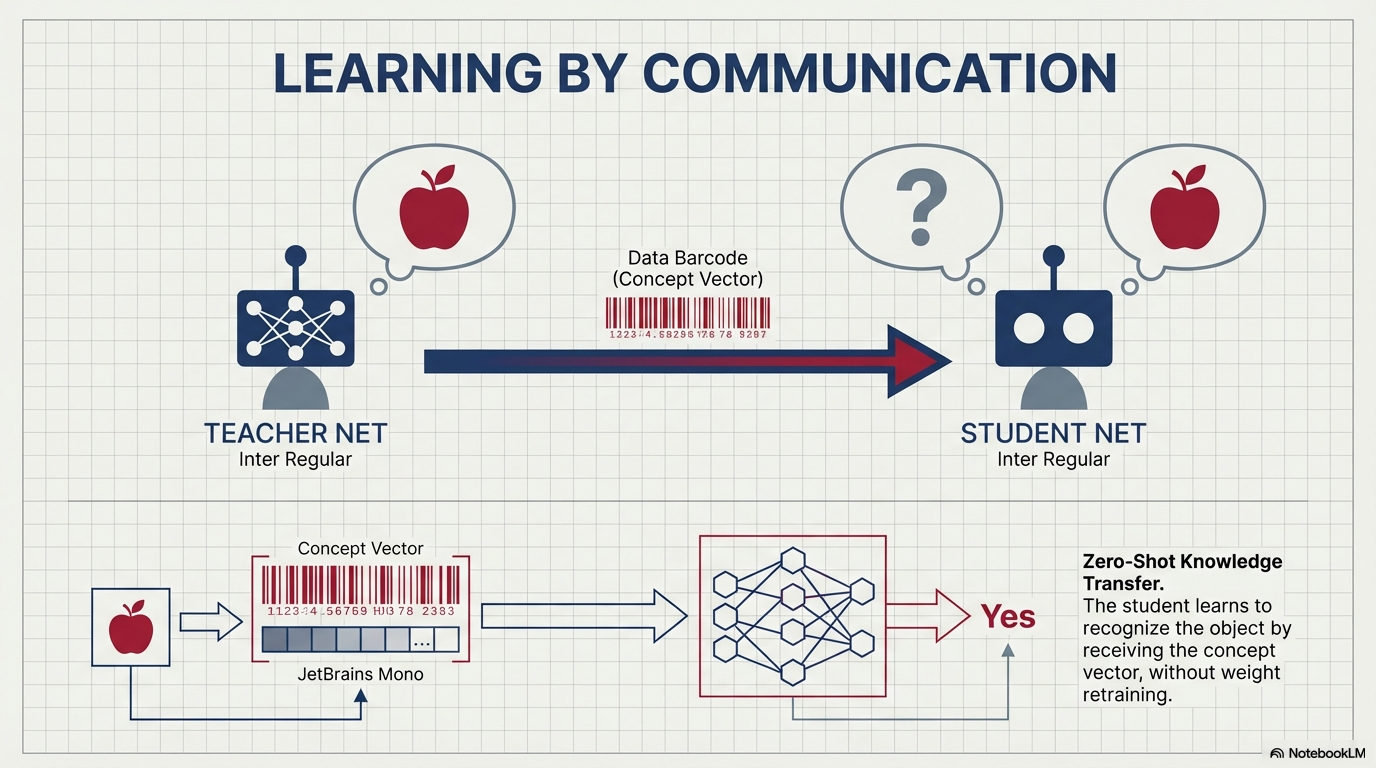 LEARNING BY COMMUNICATION
?
Data Barcode
(Concept Vector)
TEACHER NET
Inter Regular
STUDENT NET
Inter Regular
Concept Vector
...
JetBrains Mono
Yes
Zero-Shot Knowledge
Transfer.
The student learns to
recognize the object by
receiving the concept
vector, without weight
retraining.
NotebookLM